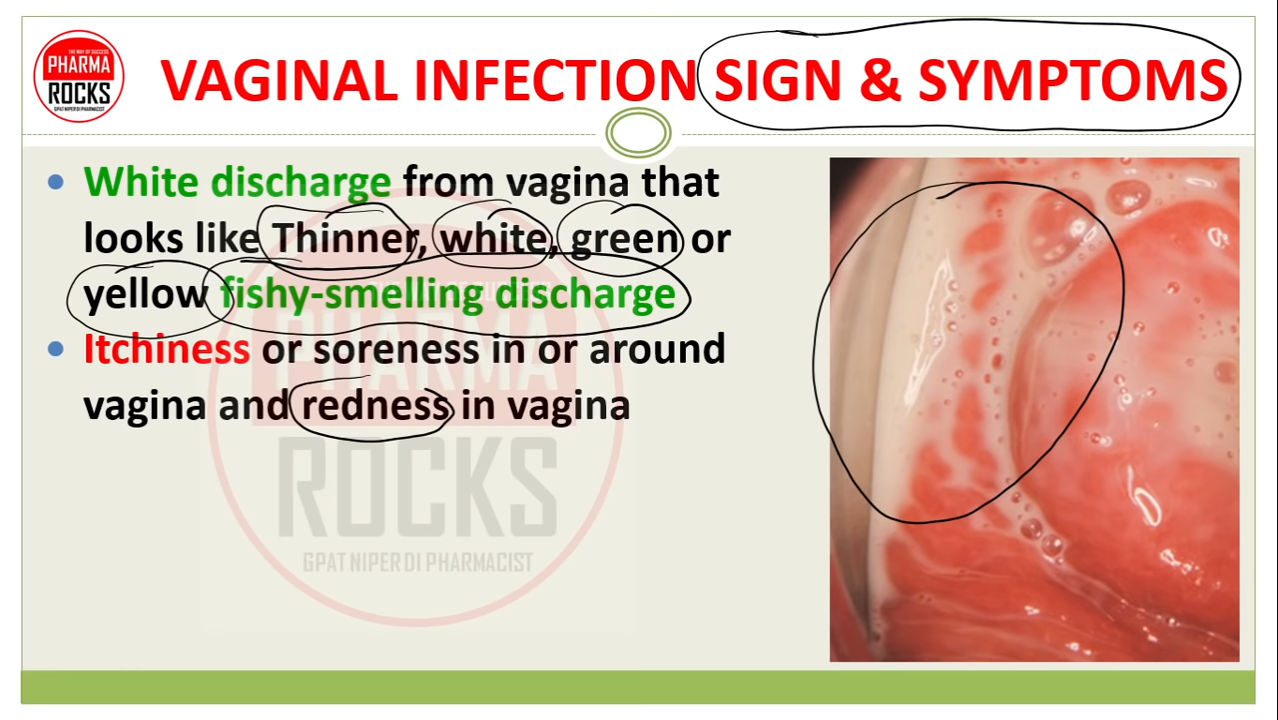 THE WAY OF SUCCESS
PHARMA
ROCKS
GPAT NIPER DI PHARMACIST
VAGINAL INFECTION SIGN & SYMPTOMS
• White discharge from vagina that
looks like Thinner, white, green or
yellow fishy-smelling discharge
• Itchiness or soreness in or around
vagina and redness in vagina
PHARMA
ROCKS
GPAT NIPER DI PHARMACIST